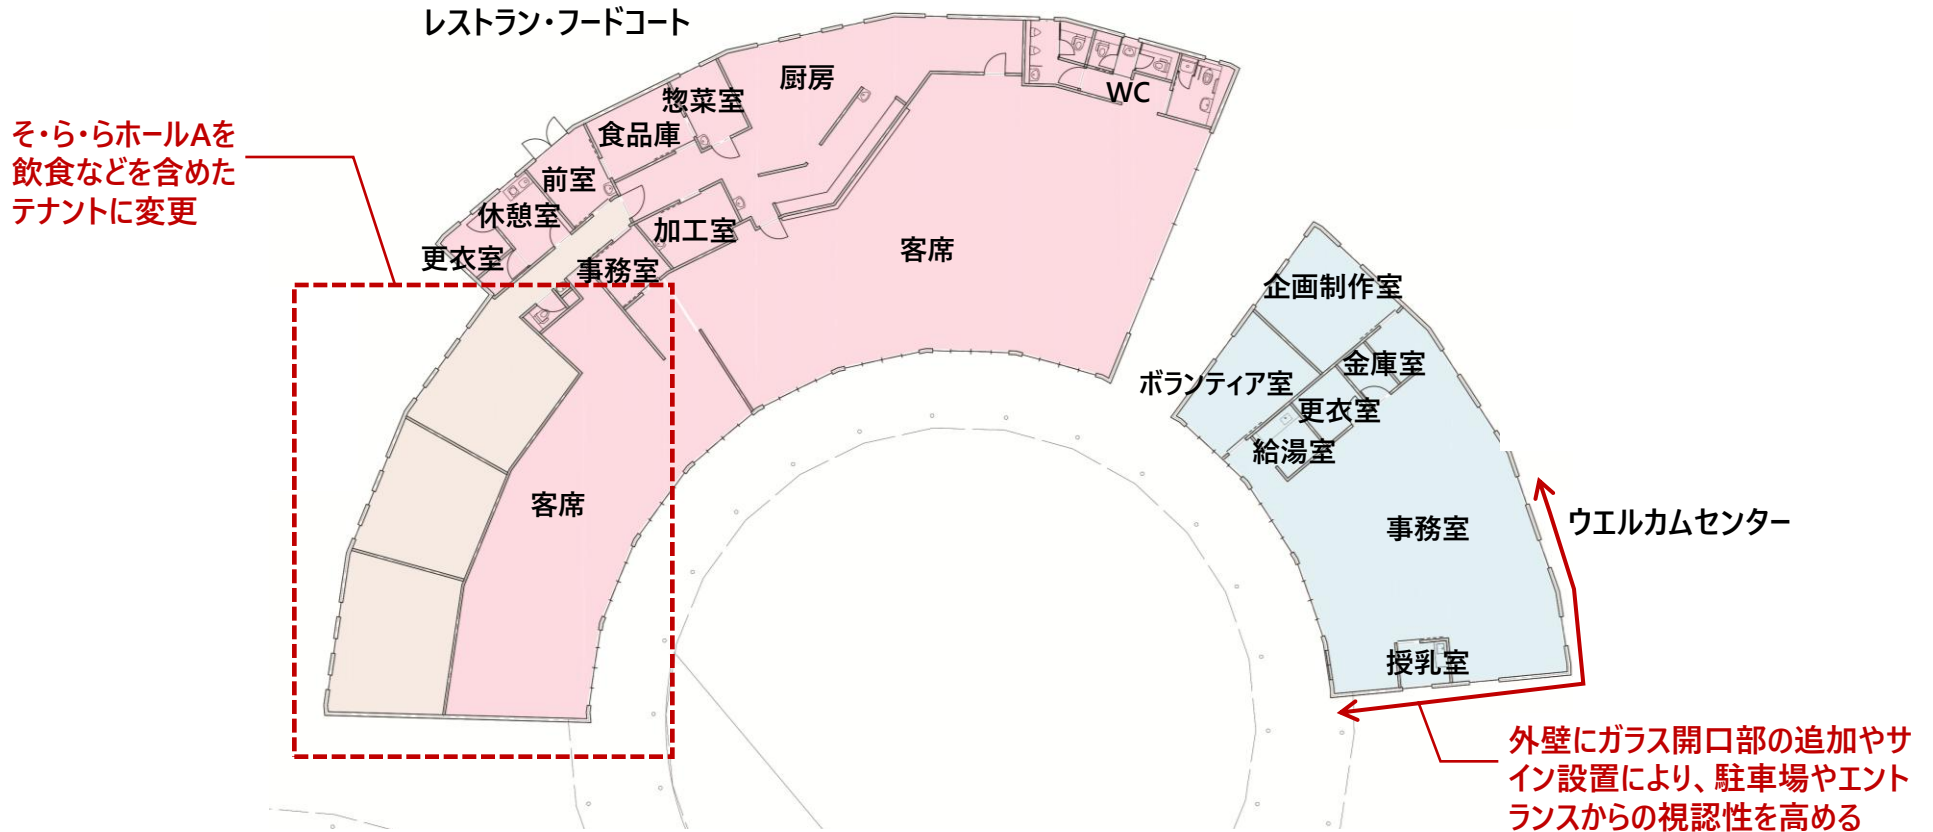 レストラン・フードコート
そ・ら・らホールAを
飲食などを含めた
テナントに変更
厨房
惣菜室
食品庫
前室
休憩室
更衣室
加工室
事務室
WC
客席
客席
企画制作室
金庫室
ボランティア室
更衣室
給湯室
事務室
授乳室
ウエルカムセンター
外壁にガラス開口部の追加やサ
イン設置により、駐車場やエント
ランスからの視認性を高める